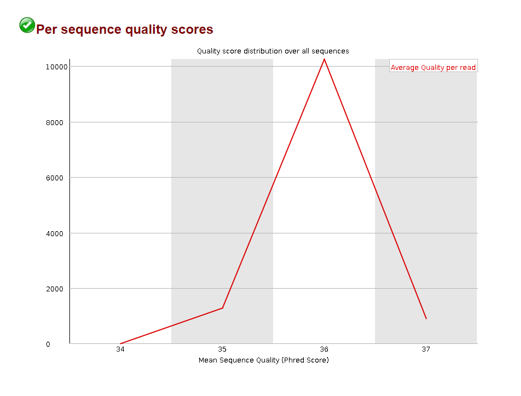 Per sequence quality scores
Quality score distribution over all sequences
Average Quality per read
10000
8000
6000
4000
2000
0
34 35 36 37
Mean Sequence Quality (Phred Score)